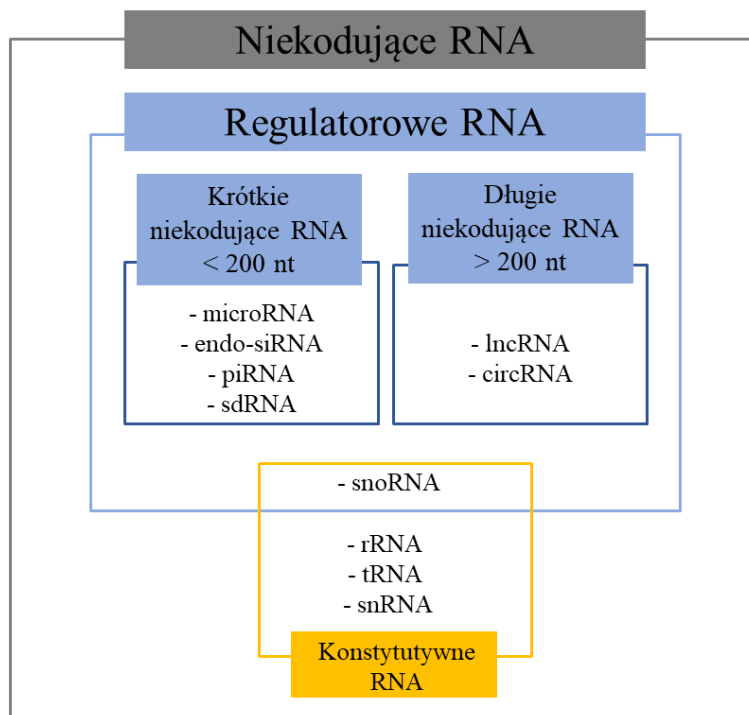 Niekodujące RNA
Regulatorowe RNA
Krótkie
niekodujące RNA
< 200 nt
- microRNA
- endo-siRNA
- piRNA
- sdRNA
Długie
niekodujące RNA
> 200 nt
- lncRNA
- circRNA
- snoRNA
- rRNA
- tRNA
- snRNA
Konstytutywne
RNA